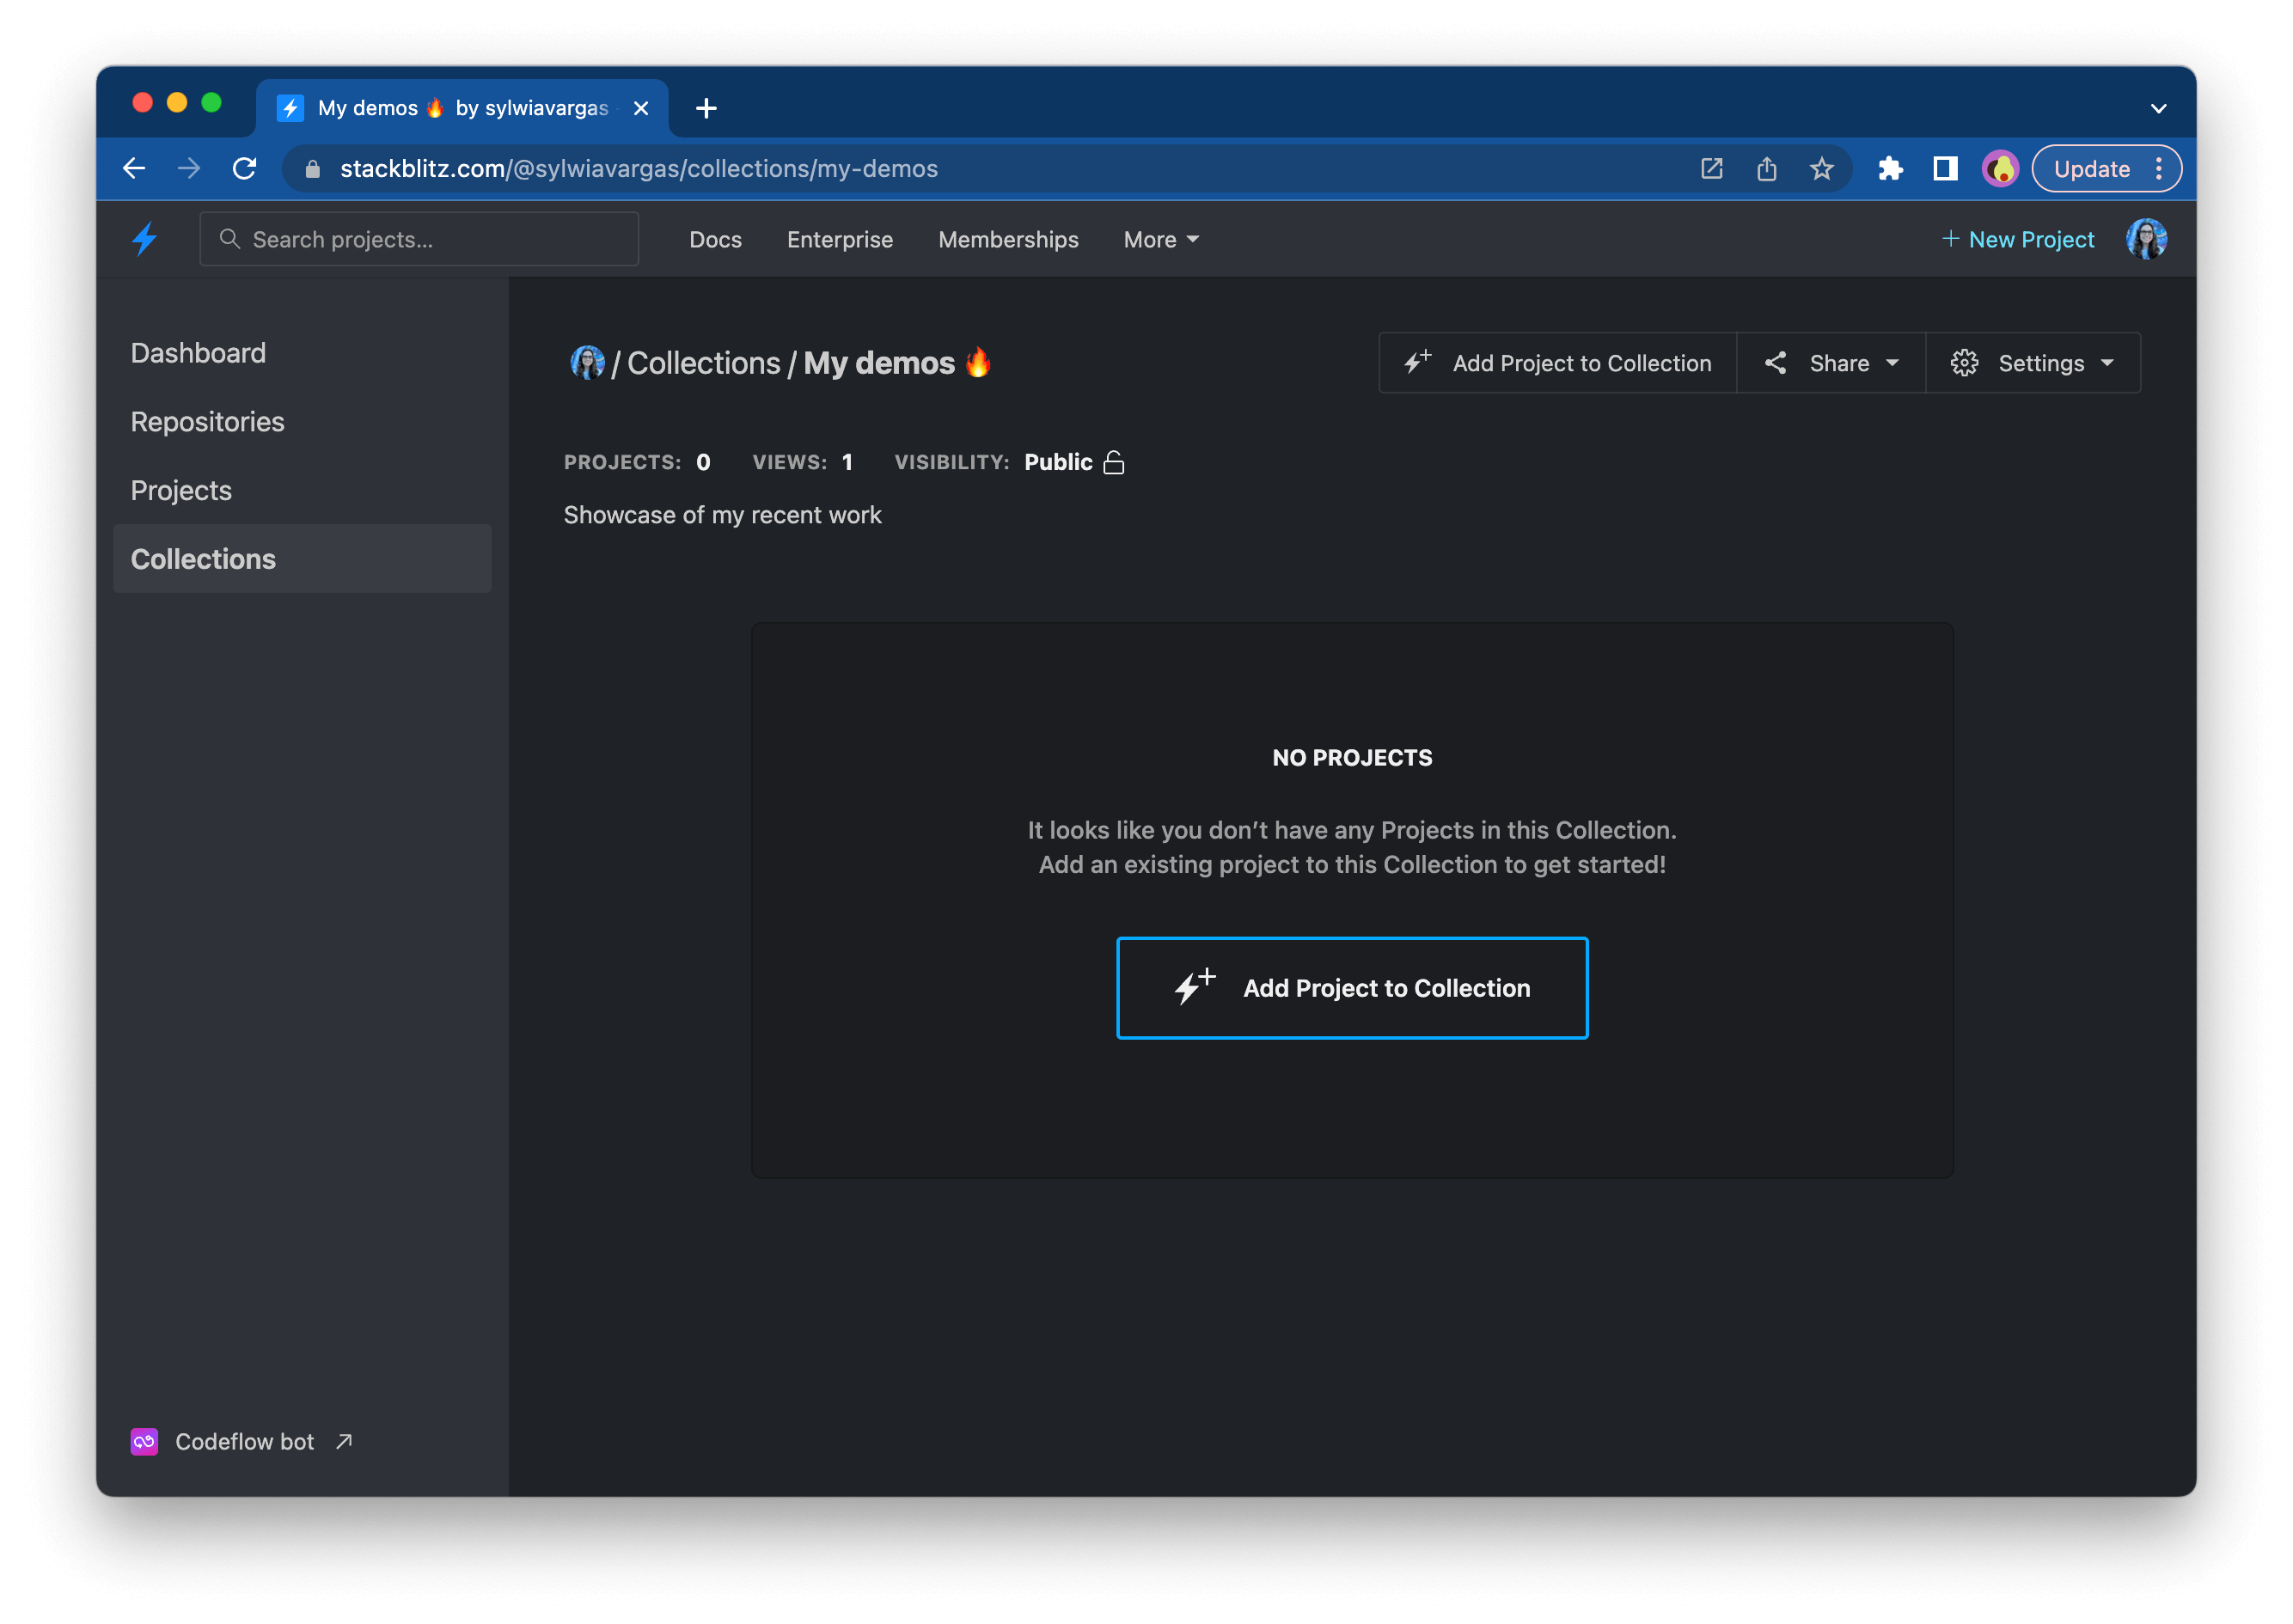 My demos 🔥 by sylwiavargas
stackblitz.com/@sylwiavargas/collections/my-demos
Update
Search projects...
Docs
Enterprise
Memberships
More
+ New Project
Dashboard
Repositories
Projects
Collections
Codeflow bot
/ Collections / My demos 🔥
Add Project to Collection
Share
Settings
PROJECTS: 0 VIEWS: 1 VISIBILITY: Public
Showcase of my recent work
NO PROJECTS
It looks like you don’t have any Projects in this Collection.
Add an existing project to this Collection to get started!
Add Project to Collection